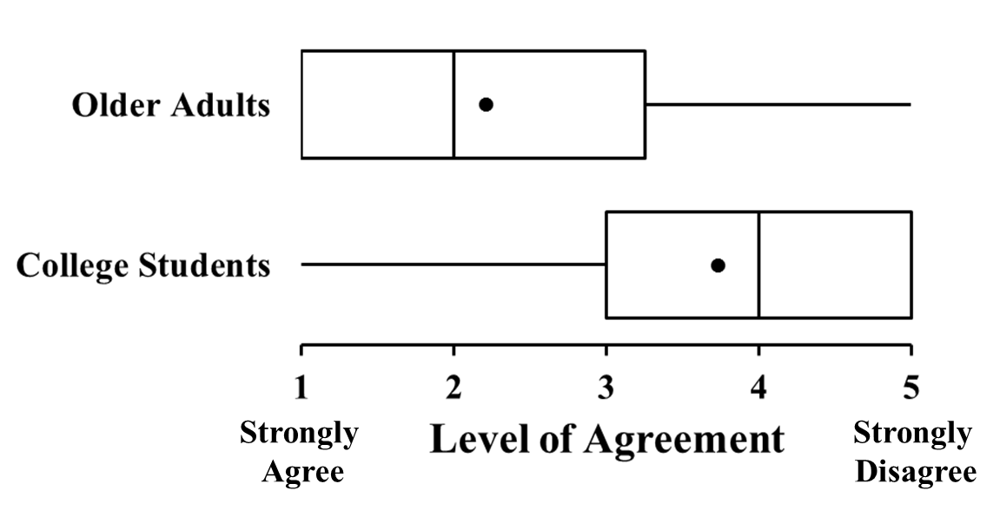 Older Adults
College Students
1 2 3 4 5
Strongly Agree
Level of Agreement
Strongly Disagree